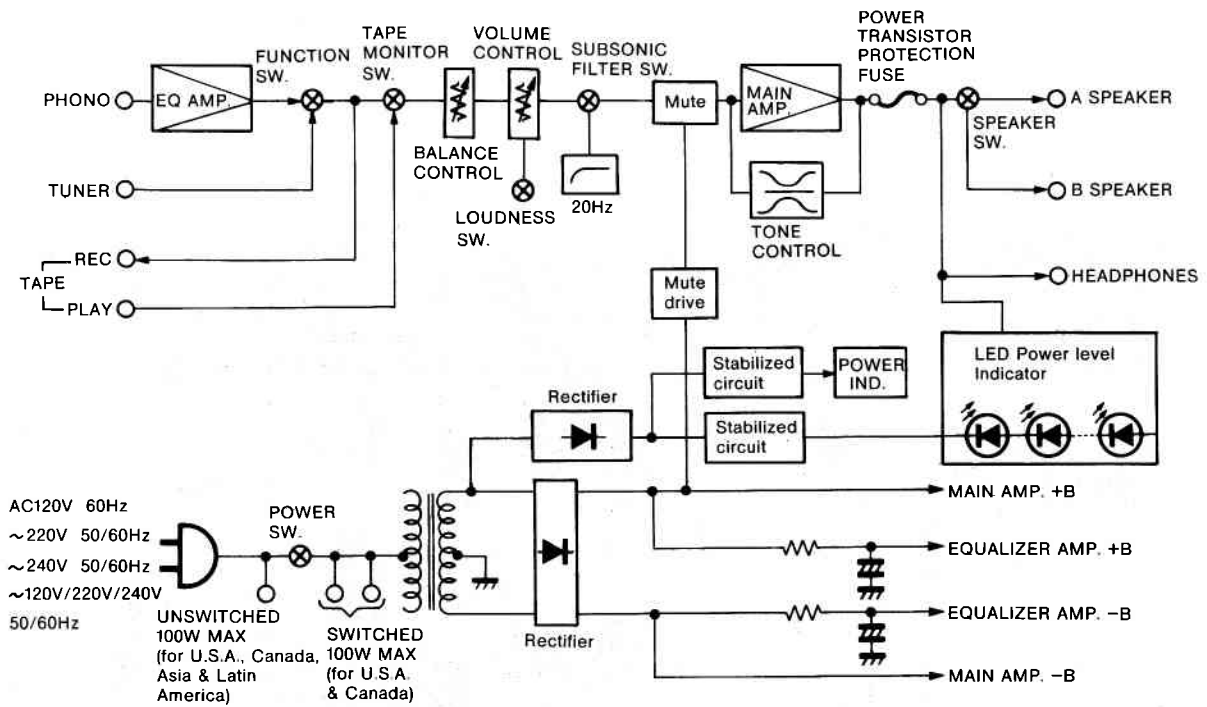 PHONO
EQ AMP.
FUNCTION
SW.
TAPE
MONITOR
SW.
VOLUME
CONTROL
SUBSONIC
FILTER SW.
Mute
MAIN
AMP.
POWER
TRANSISTOR
PROTECTION
FUSE
A SPEAKER
SPEAKER
SW.
BALANCE
CONTROL
TUNER
LOUDNESS
SW.
20Hz
TONE
CONTROL
B SPEAKER
TAPE
REC
PLAY
Mute
drive
HEADPHONES
LED Power level
Indicator
Stabilized
circuit
POWER
IND.
Rectifier
Stabilized
circuit
MAIN AMP. +B
AC120V 60Hz
~220V 50/60Hz
~240V 50/60Hz
~120V/220V/240V
50/60Hz
POWER
SW.
UNSWITCHED
100W MAX
(for U.S.A., Canada,
Asia & Latin
America)
SWITCHED
100W MAX
(for U.S.A.
& Canada)
Rectifier
EQUALIZER AMP. +B
EQUALIZER AMP. −B
MAIN AMP. −B